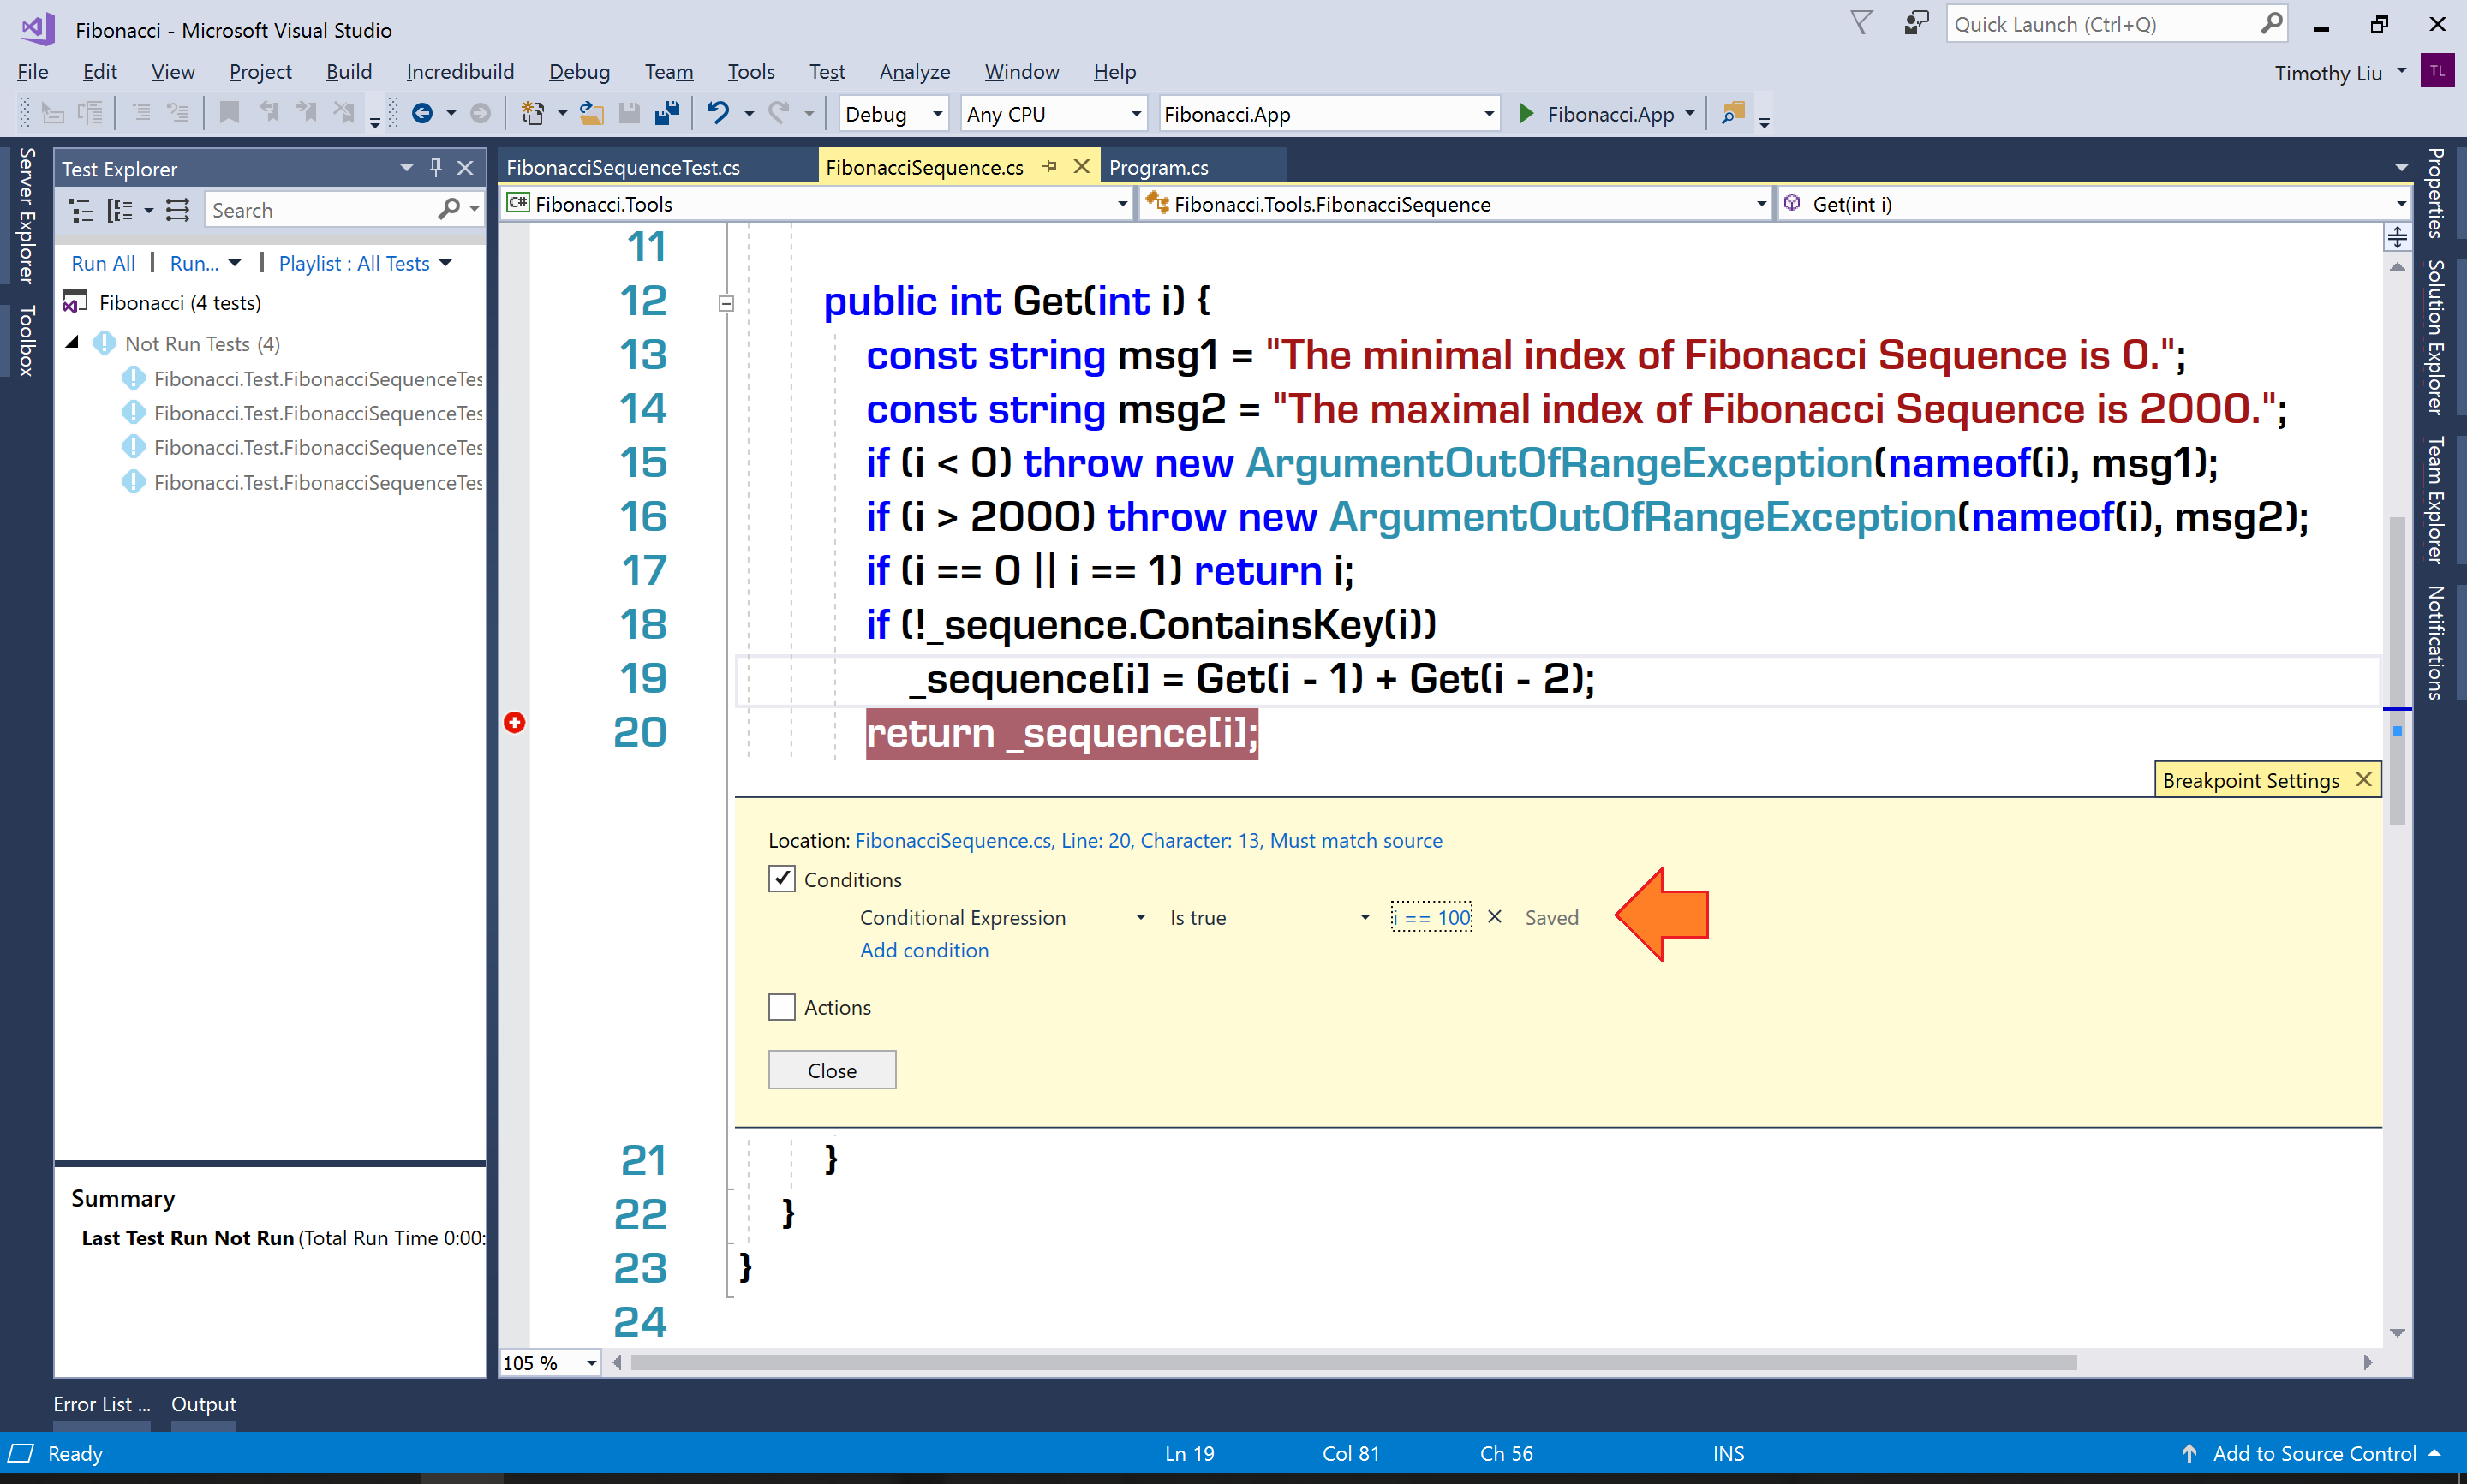 Fibonacci - Microsoft Visual Studio
Quick Launch (Ctrl+Q)
File Edit View Project Build Incredibuild Debug Team Tools Test Analyze Window Help
Timothy Liu TL
Debug Any CPU Fibonacci.App Fibonacci.App
Server Explorer
Toolbox
Test Explorer
Search
Run All | Run... | Playlist : All Tests
Fibonacci (4 tests)
Not Run Tests (4)
Fibonacci.Test.FibonacciSequenceTes
Fibonacci.Test.FibonacciSequenceTes
Fibonacci.Test.FibonacciSequenceTes
Fibonacci.Test.FibonacciSequenceTes
Summary
Last Test Run Not Run (Total Run Time 0:00:
FibonacciSequenceTest.cs FibonacciSequence.cs Program.cs
C# Fibonacci.Tools Fibonacci.Tools.FibonacciSequence Get(int i)
11
12 public int Get(int i) {
13 const string msg1 = "The minimal index of Fibonacci Sequence is 0.";
14 const string msg2 = "The maximal index of Fibonacci Sequence is 2000.";
15 if (i < 0) throw new ArgumentOutOfRangeException(nameof(i), msg1);
16 if (i > 2000) throw new ArgumentOutOfRangeException(nameof(i), msg2);
17 if (i == 0 || i == 1) return i;
18 if (!_sequence.ContainsKey(i))
19 _sequence[i] = Get(i - 1) + Get(i - 2);
20 return _sequence[i];
Breakpoint Settings
Location: FibonacciSequence.cs, Line: 20, Character: 13, Must match source
Conditions
Conditional Expression Is true i == 100 Saved
Add condition
Actions
Close
21 }
22 }
23 }
24
105 %
Properties
Solution Explorer
Team Explorer
Notifications
Error List ... Output
Ready Ln 19 Col 81 Ch 56 INS Add to Source Control